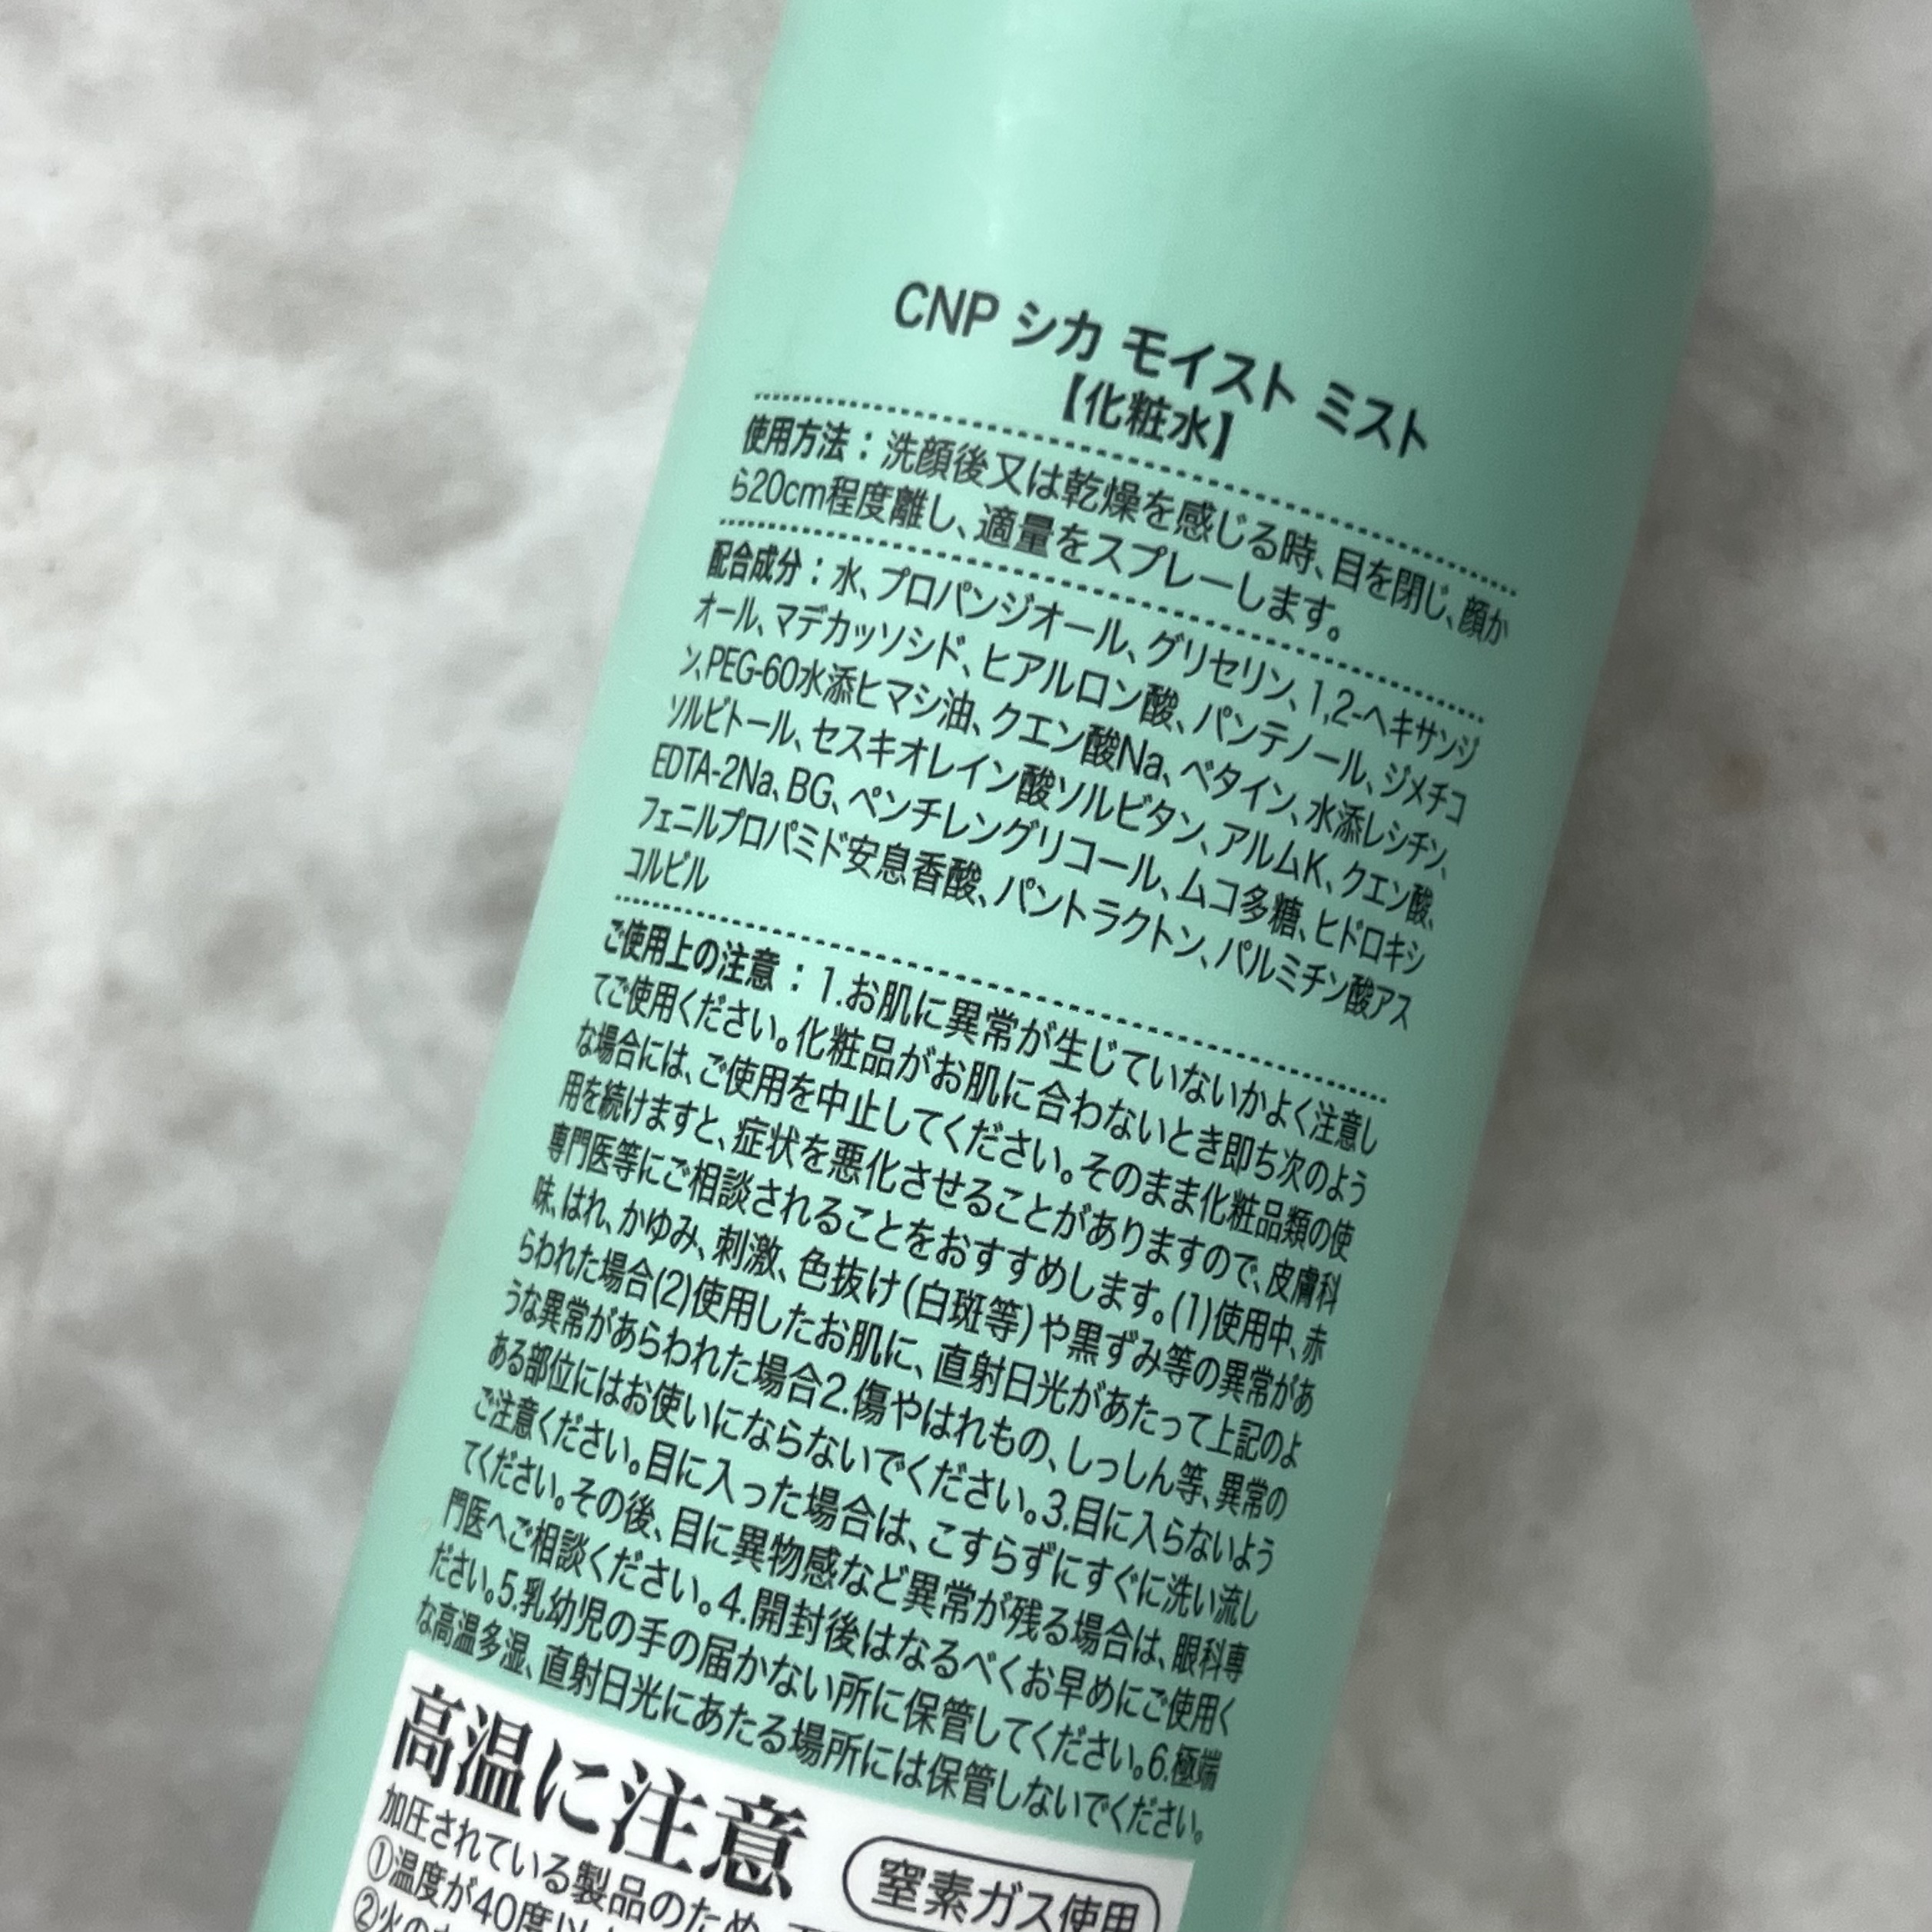 CNP シカ モイスト ミスト
【化粧水】
使用方法：洗顔後又は乾燥を感じる時、目を閉じ、顔か
ら20cm程度離し、適量をスプレーします。
配合成分：水、プロパンジオール、グリセリン、1,2-ヘキサンジ
オール、マデカッソシド、ヒアルロン酸、パンテノール、ジメチコ
ン、PEG-60水添ヒマシ油、クエン酸Na、ベタイン、水添レシチン、
ソルビトール、セスキオレイン酸ソルビタン、アルムK、クエン酸、
EDTA-2Na、BG、ペンチレングリコール、ムコ多糖、ヒドロキシ
フェニルプロパミド安息香酸、パントラクトン、パルミチン酸アス
コルビル
ご使用上の注意：1.お肌に異常が生じていないかよく注意し
てご使用ください。化粧品がお肌に合わないとき即ち次のよう
な場合には、ご使用を中止してください。そのまま化粧品類の使
用を続けますと、症状を悪化させることがありますので、皮膚科
専門医等にご相談されることをおすすめします。(1)使用中、赤
味、はれ、かゆみ、刺激、色抜け(白斑等)や黒ずみ等の異常があ
らわれた場合(2)使用したお肌に、直射日光があたって上記のよ
うな異常があらわれた場合2.傷やはれもの、しっしん等、異常の
ある部位にはお使いにならないでください。3.目に入らないよう
ご注意ください。目に入った場合は、こすらずにすぐに洗い流し
てください。その後、目に異物感など異常が残る場合は、眼科専
門医へご相談ください。4.開封後はなるべくお早めにご使用く
ださい。5.乳幼児の手の届かない所に保管してください。6.極端
な高温多湿、直射日光にあたる場所には保管しないでください。
高温に注意
窒素ガス使用
加圧されている製品のため、
①温度が40度以
②火の